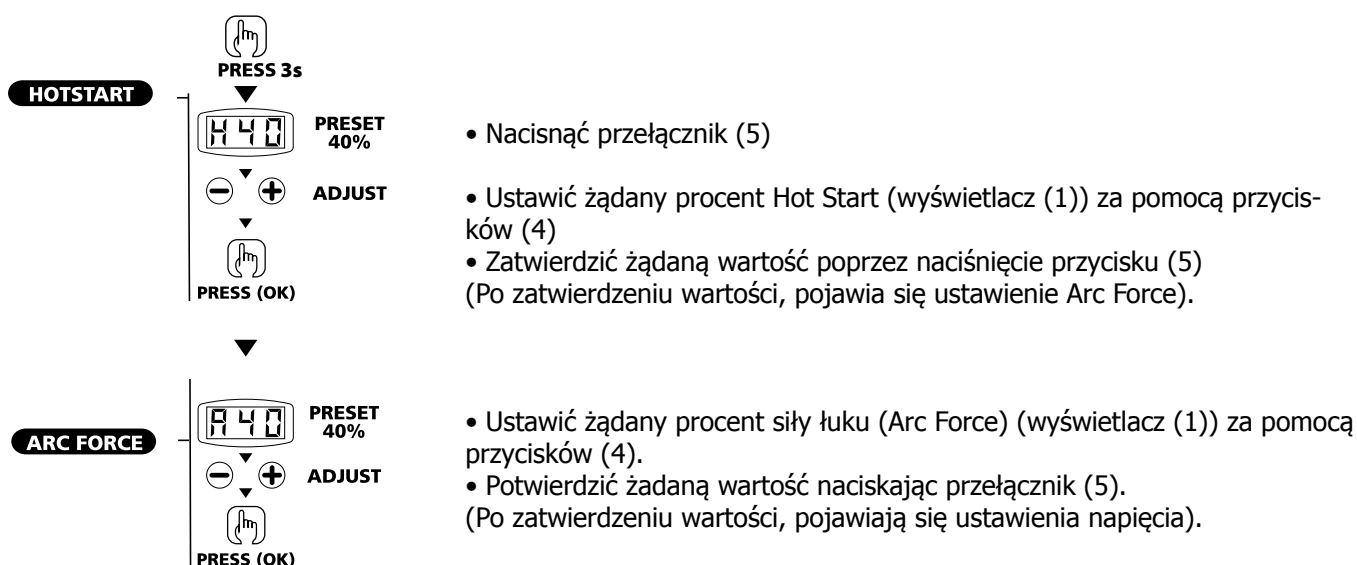 PRESS 3s
HOTSTART
H40
PRESET
40%
• Nacisnąć przełącznik (5)
ADJUST
• Ustawić żądany procent Hot Start (wyświetlacz (1)) za pomocą przycis-
ków (4)
• Zatwierdzić żądaną wartość poprzez naciśnięcie przycisku (5)
PRESS (OK)
(Po zatwierdzeniu wartości, pojawia się ustawienie Arc Force).
ARC FORCE
A40
PRESET
40%
• Ustawić żądany procent siły łuku (Arc Force) (wyświetlacz (1)) za pomocą
przycisków (4).
ADJUST
• Potwierdzić żadaną wartość naciskając przełącznik (5).
(Po zatwierdzeniu wartości, pojawiają się ustawienia napięcia).
PRESS (OK)